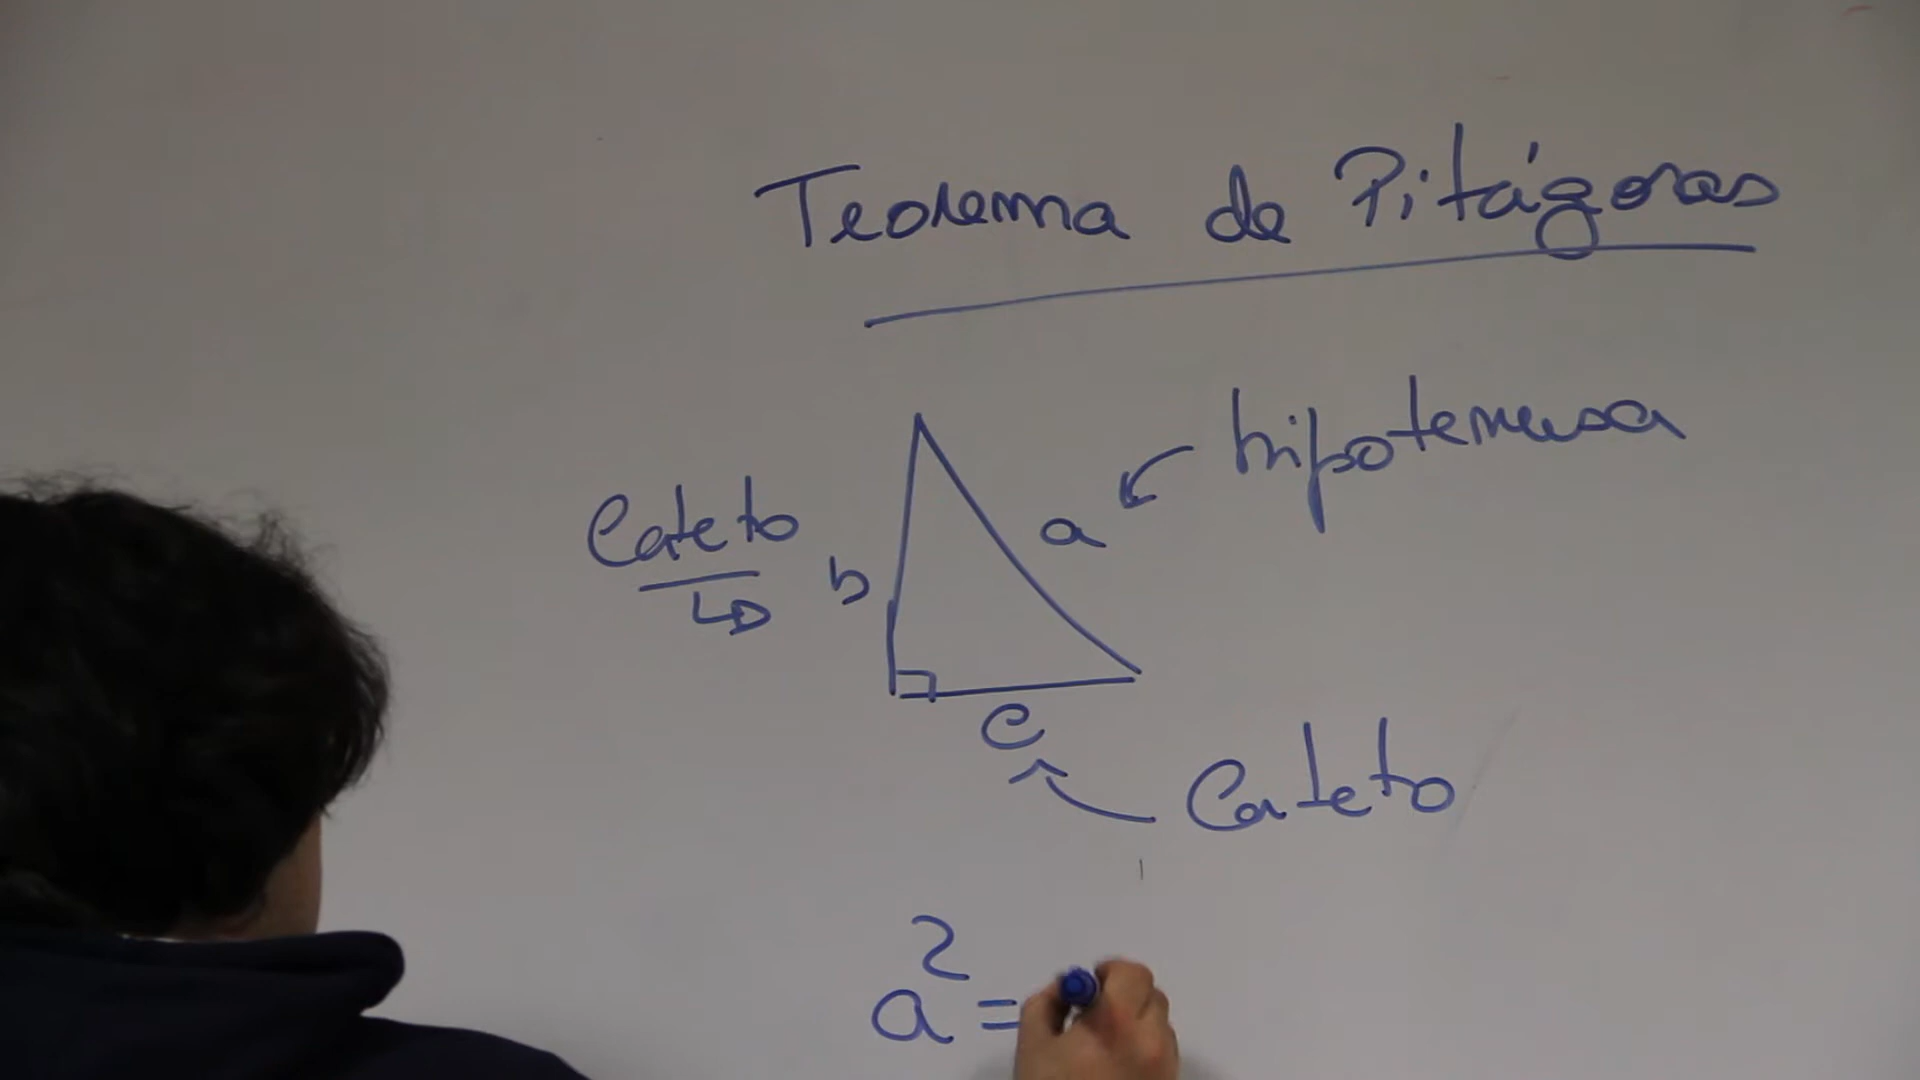 Teorema de Pitágoras
hipotenusa
Cateto
a
b
c
Cateto
a² =